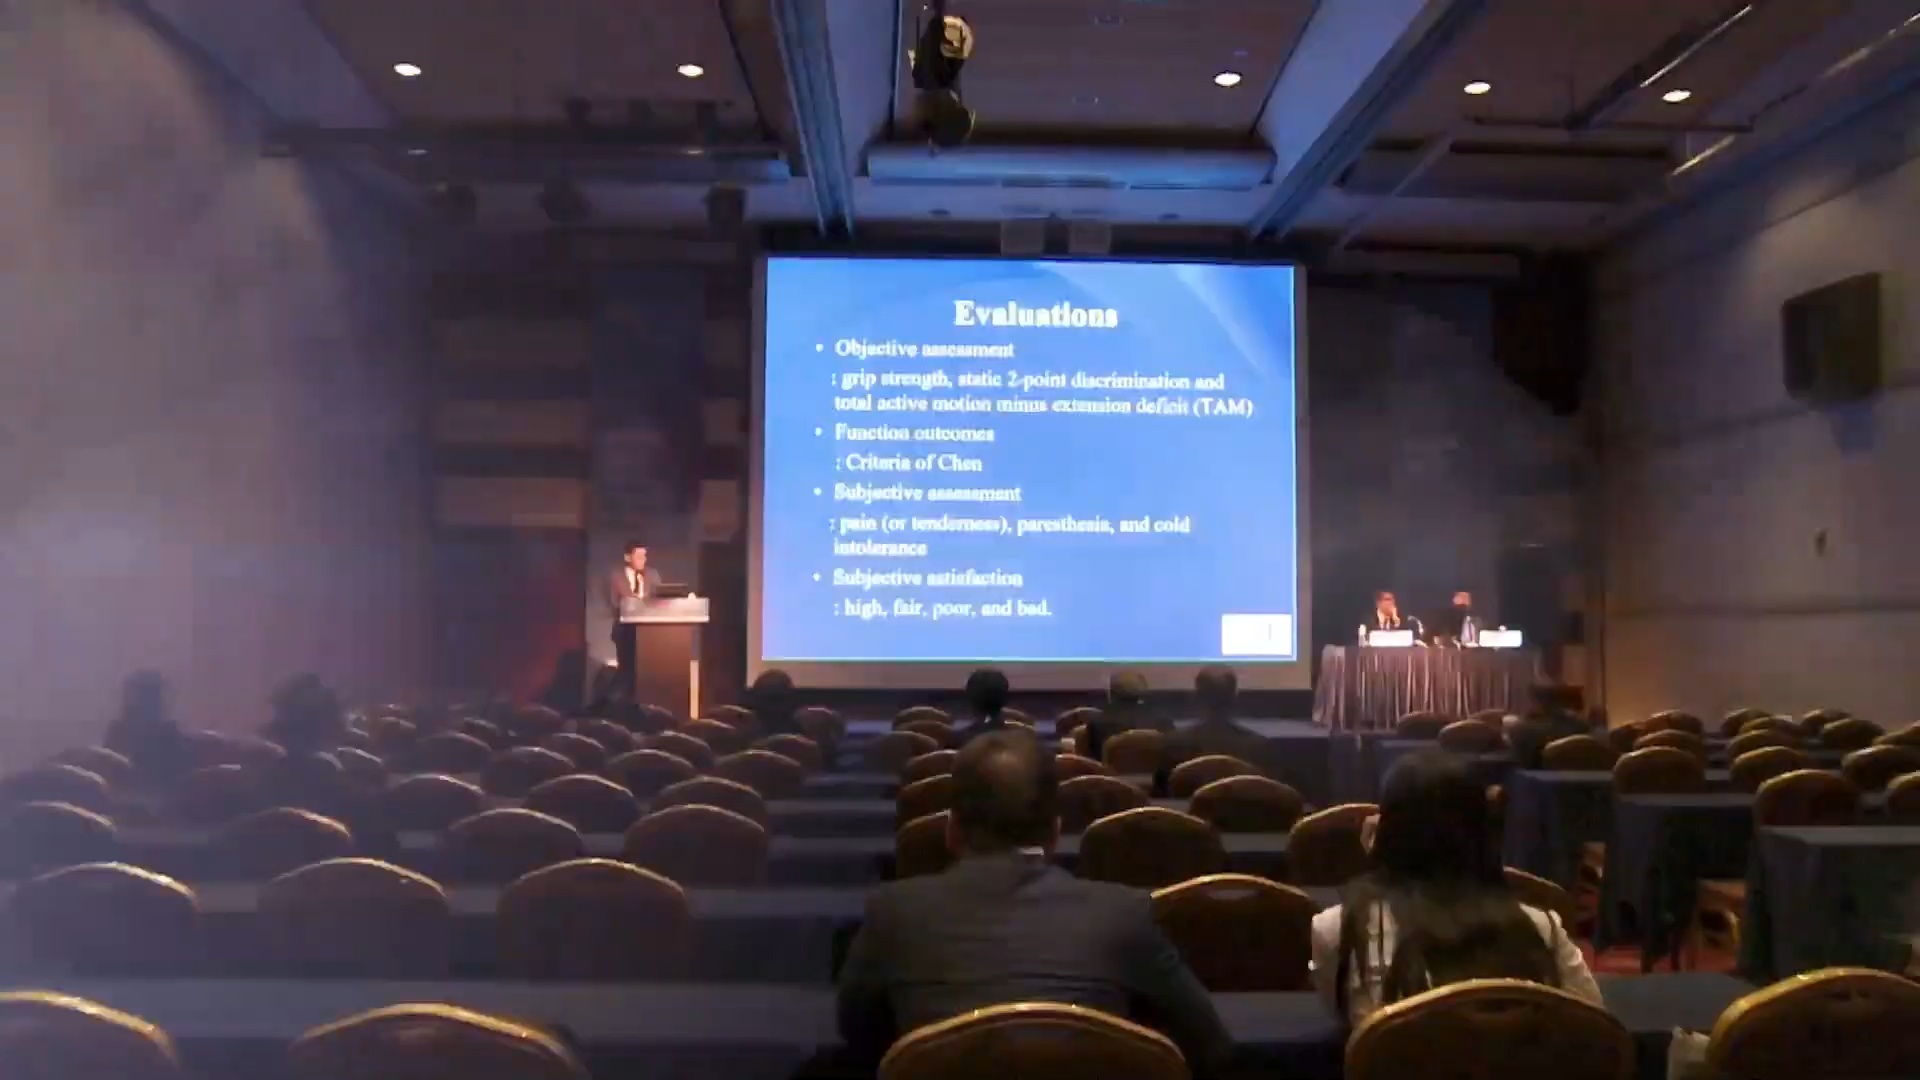 Evaluations
• Objective assessment
: grip strength, static 2-point discrimination and
total active motion minus extension deficit (TAM)
• Function outcomes
: Criteria of Chen
• Subjective assessment
: pain (or tenderness), paresthesia, and cold
intolerance
• Subjective satisfaction
: high, fair, poor, and bad.